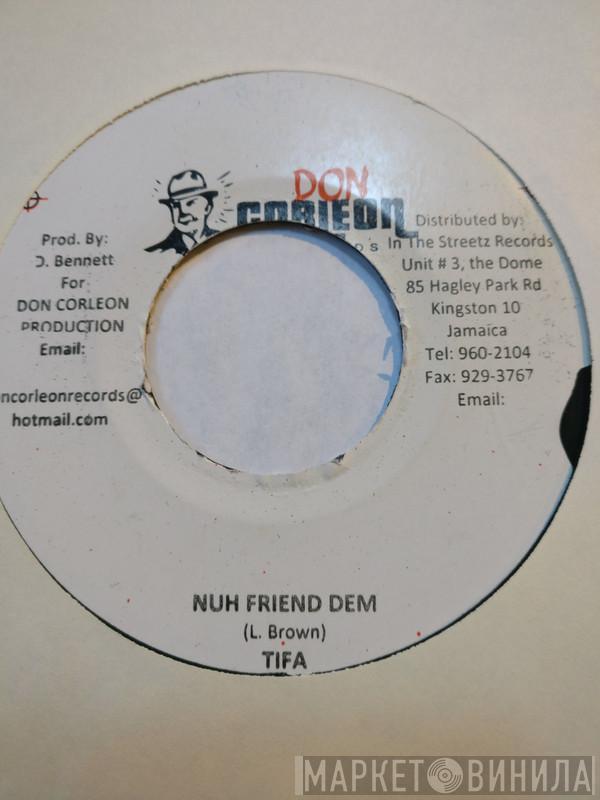 DON
CORLEON
Prod. By:
D. Bennett
For
DON CORLEON
PRODUCTION
Email:
ncorleonrecords@
hotmail.com
Distributed by:
In The Streetz Records
Unit # 3, the Dome
85 Hagley Park Rd
Kingston 10
Jamaica
Tel: 960-2104
Fax: 929-3767
Email:
NUH FRIEND DEM
(L. Brown)
TIFA
МАРКЕТ ВИНИЛА